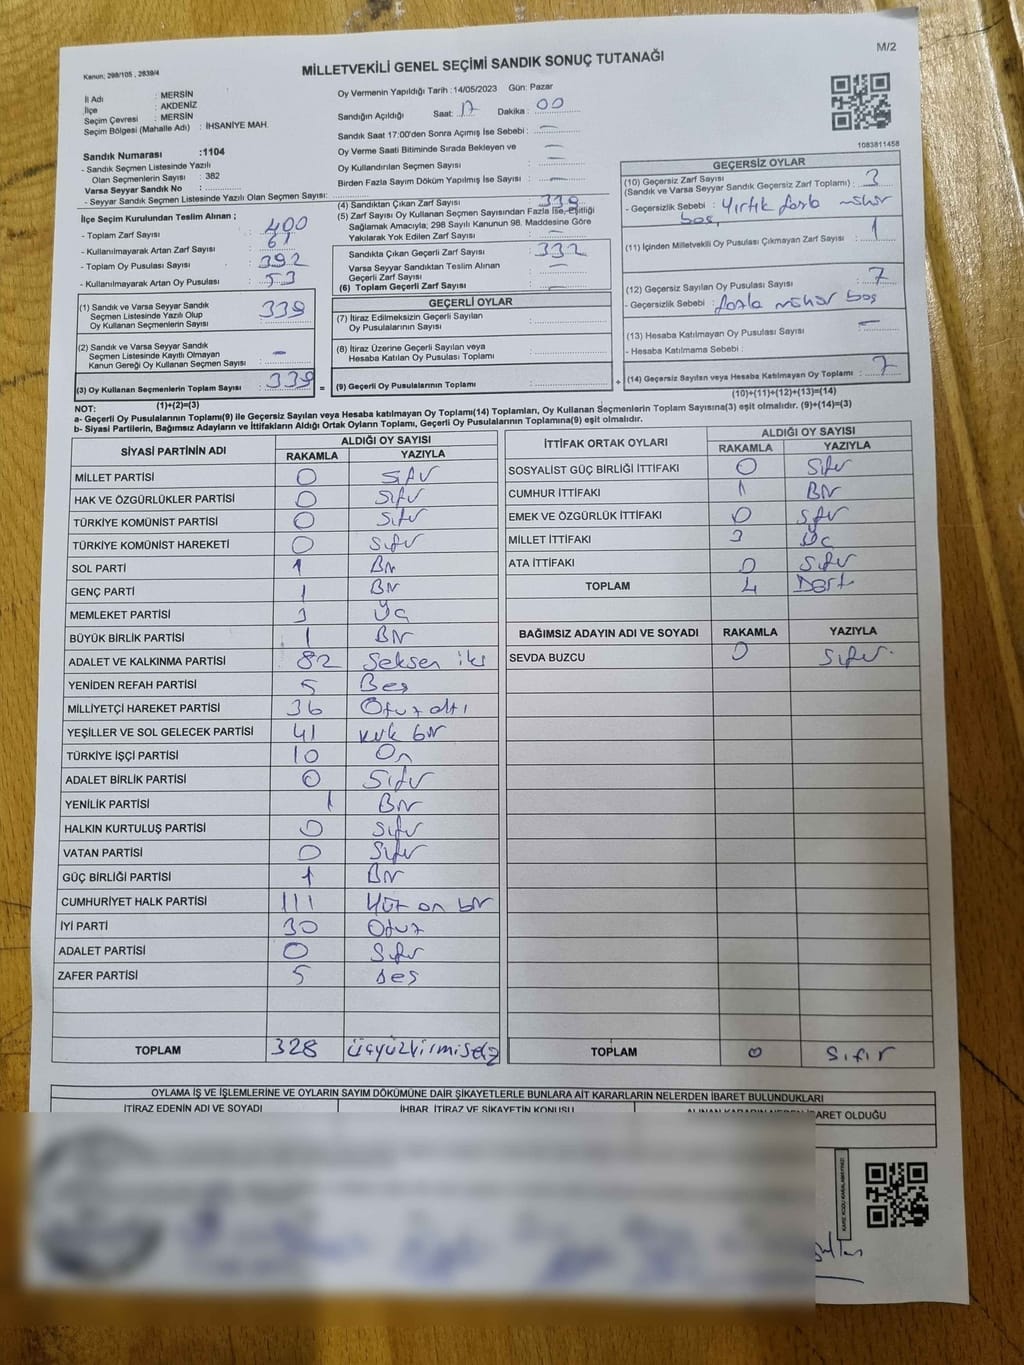 M/2
Kanun: 298/105 , 2839/4
MİLLETVEKİLİ GENEL SEÇİMİ SANDIK SONUÇ TUTANAĞI
İl Adı : MERSİN
İlçe : AKDENİZ
Seçim Çevresi : MERSİN
Seçim Bölgesi (Mahalle Adı) : İHSANİYE MAH.
Sandık Numarası :1104
- Sandık Seçmen Listesinde Yazılı
Olan Seçmenlerin Sayısı : 382
Varsa Seyyar Sandık No :
- Seyyar Sandık Seçmen Listesinde Yazılı Olan Seçmen Sayısı:
Oy Vermenin Yapıldığı Tarih :14/05/2023 Gün: Pazar
Sandığın Açıldığı Saat: 17 Dakika : 00
Sandık Saat 17:00'den Sonra Açımış İse Sebebi : —
Oy Verme Saati Bitiminde Sırada Bekleyen ve —
Oy Kullandırılan Seçmen Sayısı : —
Birden Fazla Sayım Döküm Yapılmış İse Sayısı : —
1083811458
İlçe Seçim Kurulundan Teslim Alınan ;
- Toplam Zarf Sayısı : 400
- Kullanılmayarak Artan Zarf Sayısı : 61
- Toplam Oy Pusulası Sayısı : 392
- Kullanılmayarak Artan Oy Pusulası : 53
(1) Sandık ve Varsa Seyyar Sandık
Seçmen Listesinde Yazılı Olup
Oy Kullanan Seçmenlerin Sayısı : 339
(2) Sandık ve Varsa Seyyar Sandık
Seçmen Listesinde Kayıtlı Olmayan
Kanun Gereği Oy Kullanan Seçmen Sayısı : —
(3) Oy Kullanan Seçmenlerin Toplam Sayısı : 339 =
(1)+(2)=(3)
(4) Sandıktan Çıkan Zarf Sayısı : 339
(5) Zarf Sayısı Oy Kullanan Seçmen Sayısından Fazla İse, Eşitliği
Sağlamak Amacıyla; 298 Sayılı Kanunun 98. Maddesine Göre
Yakılarak Yok Edilen Zarf Sayısı : —
Sandıkta Çıkan Geçerli Zarf Sayısı : 332
Varsa Seyyar Sandıktan Teslim Alınan
Geçerli Zarf Sayısı : —
(6) Toplam Geçerli Zarf Sayısı : —
GEÇERLİ OYLAR
(7) İtiraz Edilmeksizin Geçerli Sayılan
Oy Pusulalarının Sayısı :
(8) İtiraz Üzerine Geçerli Sayılan veya
Hesaba Katılan Oy Pusulası Toplamı :
(9) Geçerli Oy Pusulalarının Toplamı : +
GEÇERSİZ OYLAR
(10) Geçersiz Zarf Sayısı
(Sandık ve Varsa Seyyar Sandık Geçersiz Zarf Toplamı) : 3
- Geçersizlik Sebebi : Yırtık fazla mühür
boş,
(11) İçinden Milletvekili Oy Pusulası Çıkmayan Zarf Sayısı : 1
(12) Geçersiz Sayılan Oy Pusulası Sayısı : 7
- Geçersizlik Sebebi : fazla mühür boş
(13) Hesaba Katılmayan Oy Pusulası Sayısı : —
- Hesaba Katılmama Sebebi :
(14) Geçersiz Sayılan veya Hesaba Katılmayan Oy Toplamı : 7
(10)+(11)+(12)+(13)=(14)
NOT:
a- Geçerli Oy Pusulalarının Toplamı(9) ile Geçersiz Sayılan veya Hesaba katılmayan Oy Toplamı(14) Toplamları, Oy Kullanan Seçmenlerin Toplam Sayısına(3) eşit olmalıdır. (9)+(14)=(3)
b- Siyasi Partilerin, Bağımsız Adayların ve İttifakların Aldığı Ortak Oyların Toplamı, Geçerli Oy Pusulalarının Toplamına(9) eşit olmalıdır.
SİYASİ PARTİNİN ADI ALDIĞI OY SAYISI
RAKAMLA YAZIYLA
MİLLET PARTİSİ 0 Sıfır
HAK VE ÖZGÜRLÜKLER PARTİSİ 0 Sıfır
TÜRKİYE KOMÜNİST PARTİSİ 0 Sıfır
TÜRKİYE KOMÜNİST HAREKETİ 0 Sıfır
SOL PARTİ 1 Bir
GENÇ PARTİ 1 Bir
MEMLEKET PARTİSİ 3 Üç
BÜYÜK BİRLİK PARTİSİ 1 Bir
ADALET VE KALKINMA PARTİSİ 82 Seksen iki
YENİDEN REFAH PARTİSİ 5 Beş
MİLLİYETÇİ HAREKET PARTİSİ 36 Otuz altı
YEŞİLLER VE SOL GELECEK PARTİSİ 41 kırk bir
TÜRKİYE İŞÇİ PARTİSİ 10 On
ADALET BİRLİK PARTİSİ 0 Sıfır
YENİLİK PARTİSİ 1 Bir
HALKIN KURTULUŞ PARTİSİ 0 Sıfır
VATAN PARTİSİ 0 Sıfır
GÜÇ BİRLİĞİ PARTİSİ 1 Bir
CUMHURİYET HALK PARTİSİ 111 Yüz on bir
İYİ PARTİ 30 Otuz
ADALET PARTİSİ 0 Sıfır
ZAFER PARTİSİ 5 Beş
TOPLAM 328 üçyüzyirmisekiz
İTTİFAK ORTAK OYLARI ALDIĞI OY SAYISI
RAKAMLA YAZIYLA
SOSYALİST GÜÇ BİRLİĞİ İTTİFAKI 0 Sıfır
CUMHUR İTTİFAKI 1 Bir
EMEK VE ÖZGÜRLÜK İTTİFAKI 0 Sıfır
MİLLET İTTİFAKI 3 Üç
ATA İTTİFAKI 0 Sıfır
TOPLAM 4 Dört
BAĞIMSIZ ADAYIN ADI VE SOYADI RAKAMLA YAZIYLA
SEVDA BUZCU 0 Sıfır.
TOPLAM 0 Sıfır
OYLAMA İŞ VE İŞLEMLERİNE VE OYLARIN SAYIM DÖKÜMÜNE DAİR ŞİKAYETLERLE BUNLARA AİT KARARLARIN NELERDEN İBARET BULUNDUKLARI
İTİRAZ EDENİN ADI VE SOYADI İHBAR, İTİRAZ VE ŞİKAYETİN KONUSU ALINAN KARARIN NEDEN İBARET OLDUĞU
KARE KODU KARALAMAYINIZ!